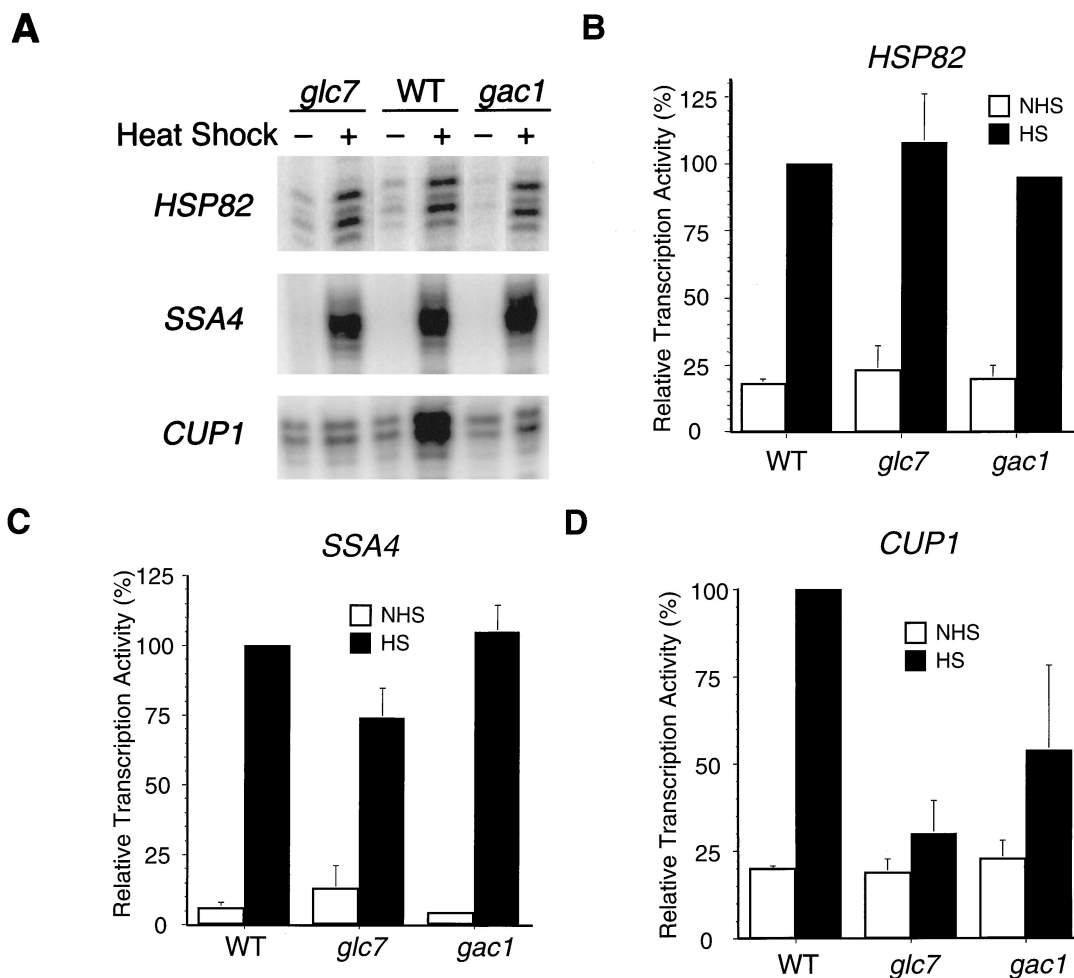 A
glc7 WT gac1
Heat Shock − + − + − +
HSP82
SSA4
CUP1
B
HSP82
Relative Transcription Activity (%)
125
100
75
50
25
0
NHS
HS
WT glc7 gac1
C
SSA4
Relative Transcription Activity (%)
125
100
75
50
25
0
NHS
HS
WT glc7 gac1
D
CUP1
Relative Transcription Activity (%)
100
75
50
25
0
NHS
HS
WT glc7 gac1